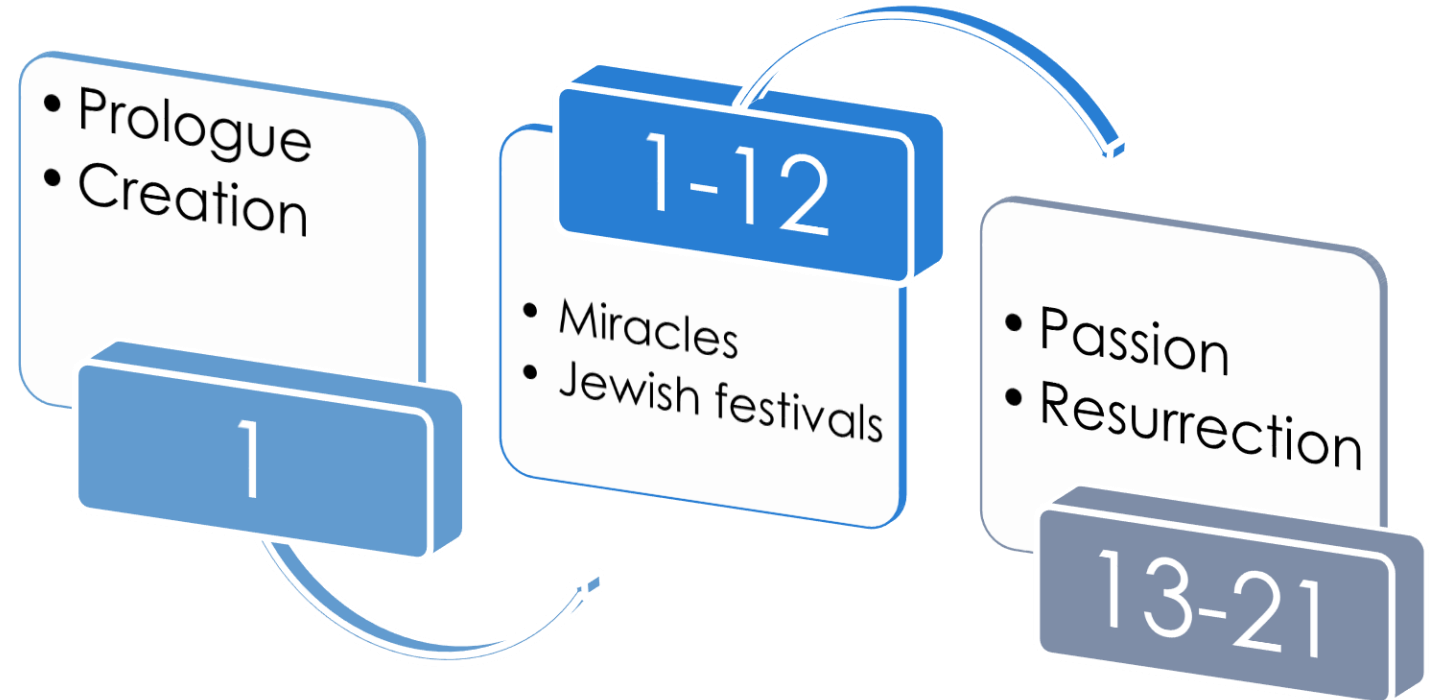 • Prologue
• Creation
1
1-12
• Miracles
• Jewish festivals
• Passion
• Resurrection
13-21